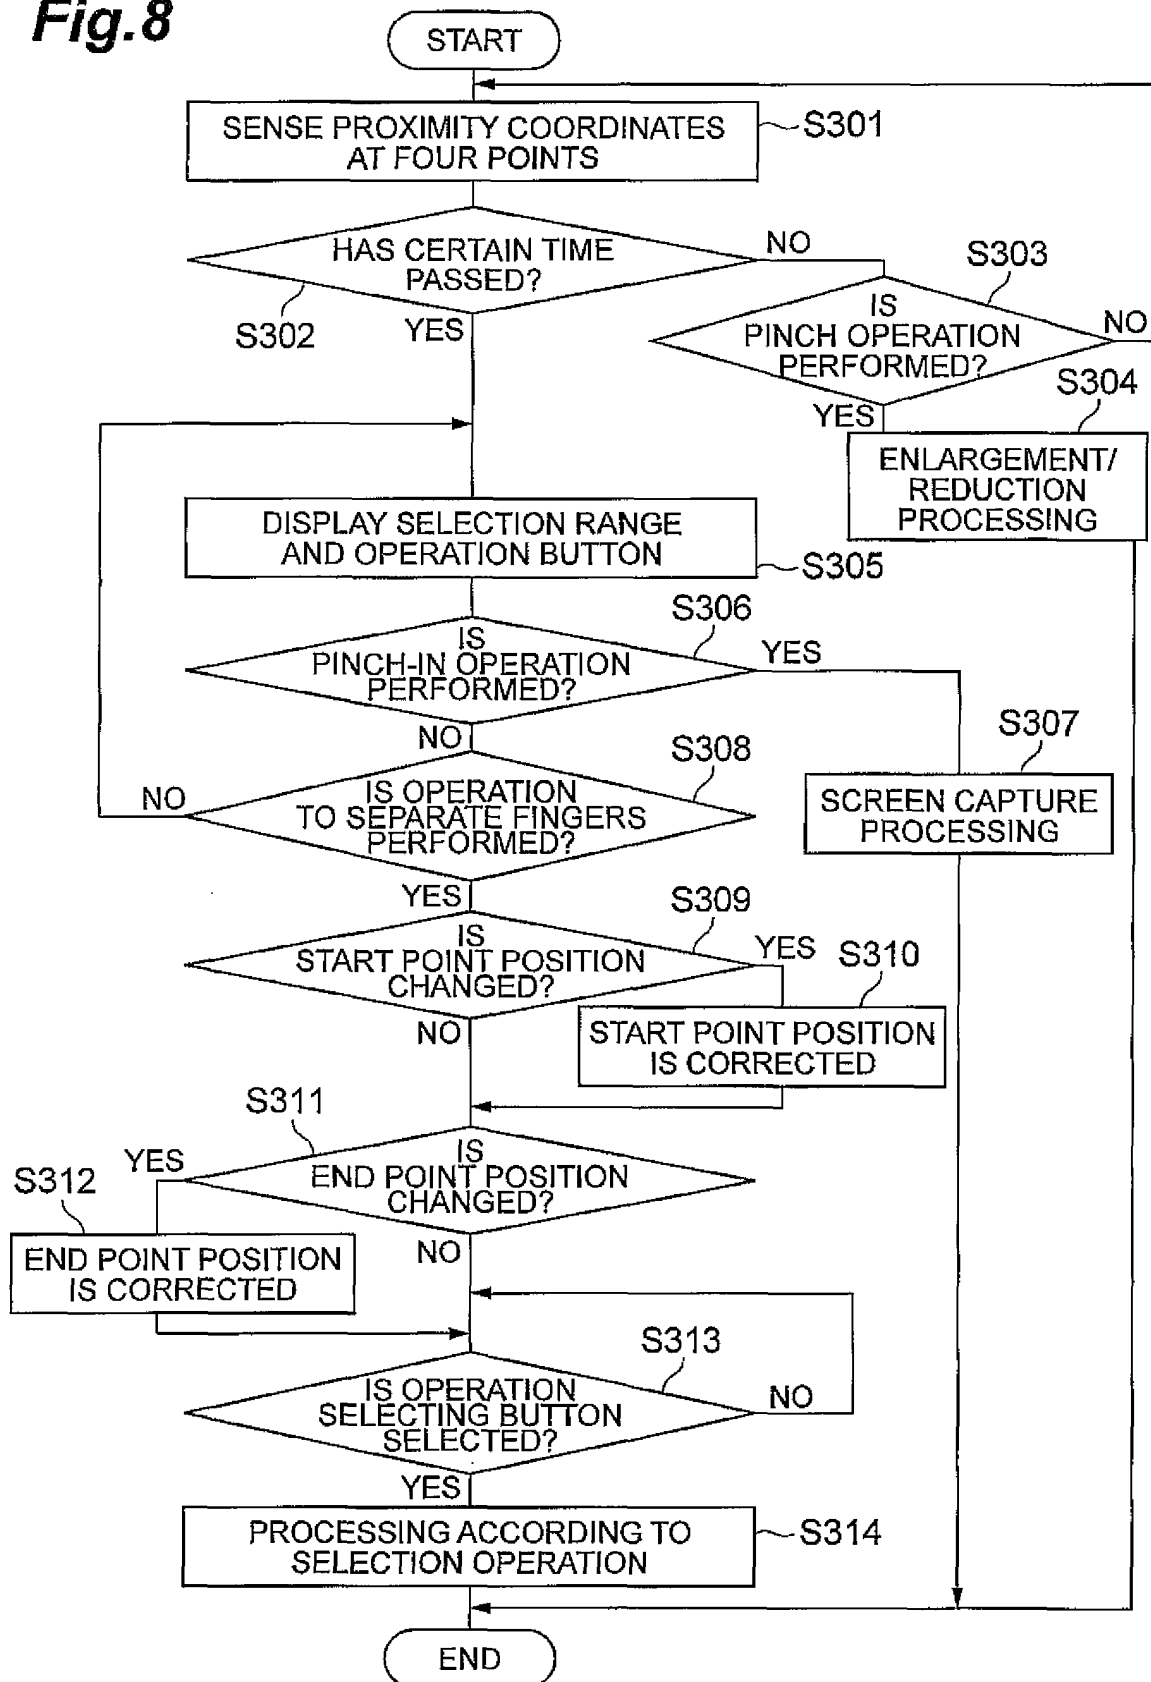 Fig.8
START
SENSE PROXIMITY COORDINATES
AT FOUR POINTS
S301
HAS CERTAIN TIME
PASSED?
NO
S302
YES
S303
IS
PINCH OPERATION
PERFORMED?
NO
S304
YES
ENLARGEMENT/
REDUCTION
PROCESSING
DISPLAY SELECTION RANGE
AND OPERATION BUTTON
S305
S306
IS
PINCH-IN OPERATION
PERFORMED?
YES
NO
S307
SCREEN CAPTURE
PROCESSING
S308
IS OPERATION
TO SEPARATE FINGERS
PERFORMED?
NO
YES
S309
IS
START POINT POSITION
CHANGED?
YES
S310
NO
START POINT POSITION
IS CORRECTED
S311
IS
END POINT POSITION
CHANGED?
YES
S312
NO
END POINT POSITION
IS CORRECTED
S313
IS OPERATION
SELECTING BUTTON
SELECTED?
NO
YES
PROCESSING ACCORDING TO
SELECTION OPERATION
S314
END